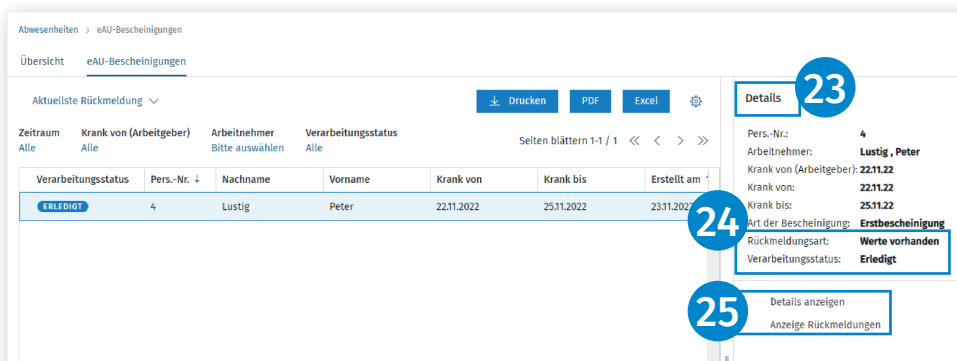 Abwesenheiten > eAU-Bescheinigungen
Übersicht eAU-Bescheinigungen
Aktuellste Rückmeldung
Drucken PDF Excel
Zeitraum Krank von (Arbeitgeber) Arbeitnehmer Verarbeitungsstatus
Alle Alle Bitte auswählen Alle
Seiten blättern 1-1 / 1
Verarbeitungsstatus Pers.-Nr. ↓ Nachname Vorname Krank von Krank bis Erstellt am
ERLEDIGT 4 Lustig Peter 22.11.2022 25.11.2022 23.11.2022
Details 23
Pers.-Nr.: 4
Arbeitnehmer: Lustig , Peter
Krank von (Arbeitgeber): 22.11.22
Krank von: 22.11.22
Krank bis: 25.11.22
24
Art der Bescheinigung: Erstbescheinigung
Rückmeldungsart: Werte vorhanden
Verarbeitungsstatus: Erledigt
25
Details anzeigen
Anzeige Rückmeldungen